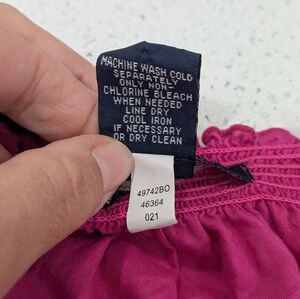 MACHINE WASH COLD
SEPARATELY
ONLY NON-
CHLORINE BLEACH
WHEN NEEDED
LINE DRY
COOL IRON
IF NECESSARY
OR DRY CLEAN
49742BO
46364
021